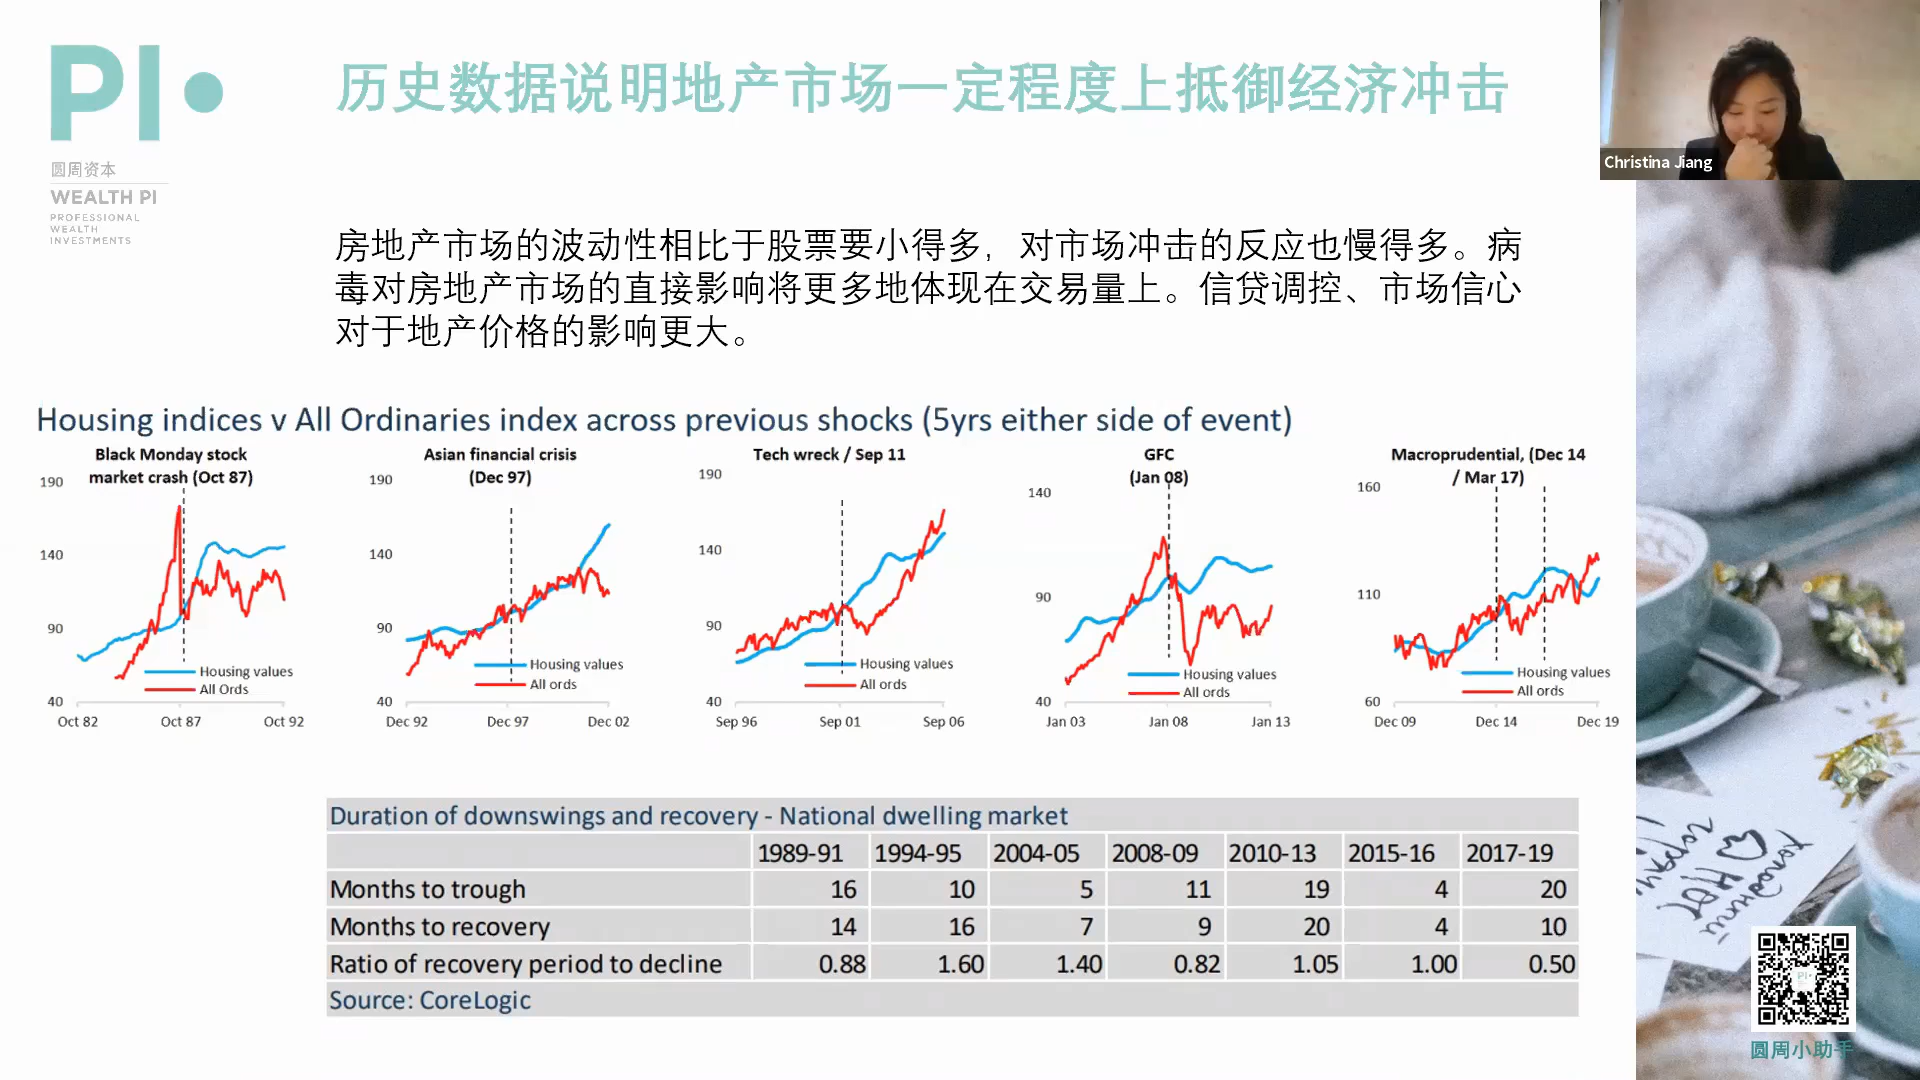 PI
圆周资本
WEALTH PI
PROFESSIONAL
WEALTH
INVESTMENTS
历史数据说明地产市场一定程度上抵御经济冲击
Christina Jiang
房地产市场的波动性相比于股票要小得多，对市场冲击的反应也慢得多。病
毒对房地产市场的直接影响将更多地体现在交易量上。信贷调控、市场信心
对于地产价格的影响更大。
Housing indices v All Ordinaries index across previous shocks (5yrs either side of event)
Black Monday stock
market crash (Oct 87)
190
140
90
40
Housing values
All Ords
Oct 82 Oct 87 Oct 92
Asian financial crisis
(Dec 97)
190
140
90
40
Housing values
All ords
Dec 92 Dec 97 Dec 02
Tech wreck / Sep 11
190
140
90
40
Housing values
All ords
Sep 96 Sep 01 Sep 06
GFC
(Jan 08)
140
90
40
Housing values
All ords
Jan 03 Jan 08 Jan 13
Macroprudential, (Dec 14
/ Mar 17)
160
110
60
Housing values
All ords
Dec 09 Dec 14 Dec 19
Duration of downswings and recovery - National dwelling market
1989-91 1994-95 2004-05 2008-09 2010-13 2015-16 2017-19
Months to trough 16 10 5 11 19 4 20
Months to recovery 14 16 7 9 20 4 10
Ratio of recovery period to decline 0.88 1.60 1.40 0.82 1.05 1.00 0.50
Source: CoreLogic
圆周小助手